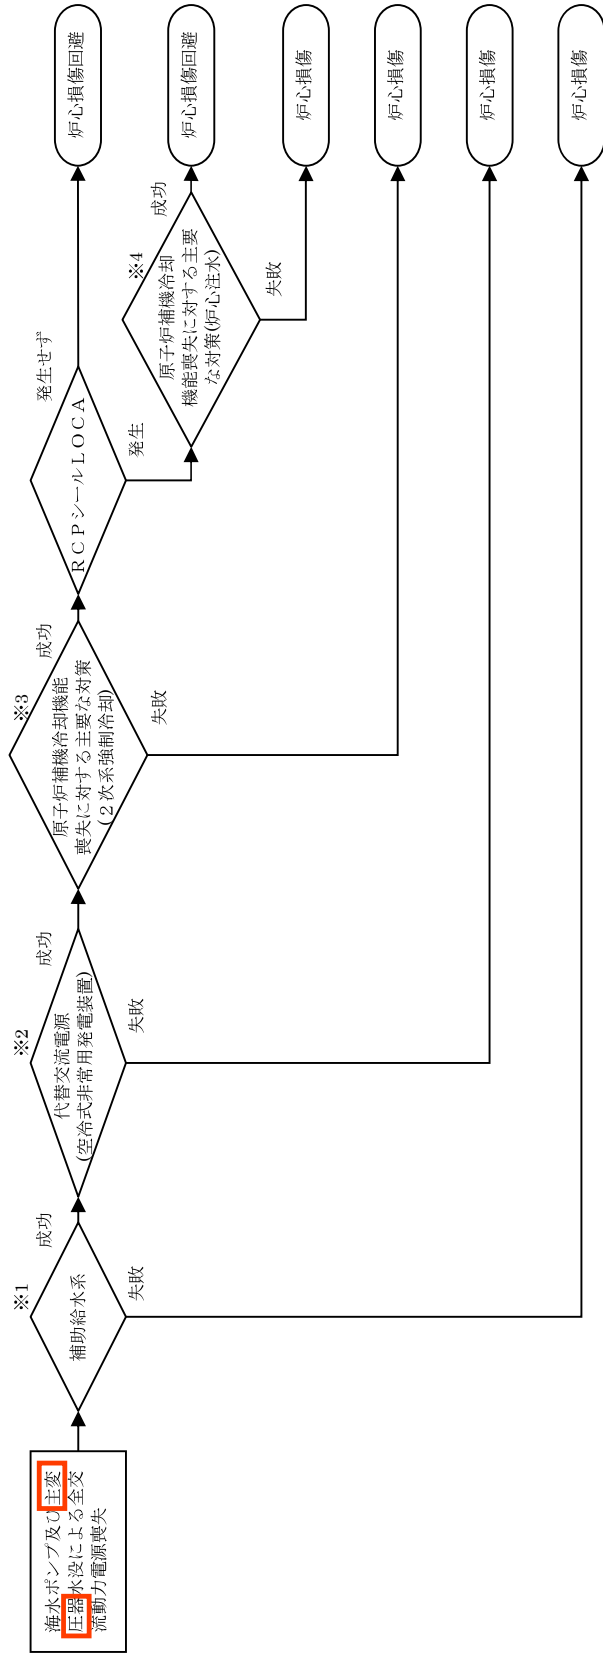 海水ポンプ及び主変
圧器水没による全交
流動力電源喪失
※1
補助給水系
成功
失敗
※2
代替交流電源
(空冷式非常用発電装置)
成功
失敗
※3
原子炉補機冷却機能
喪失に対する主要な対策
(２次系強制冷却)
成功
失敗
ＲＣＰシールＬＯＣＡ
発生せず
発生
※4
原子炉補機冷却
機能喪失に対する主要
な対策(炉心注水)
成功
失敗
炉心損傷回避
炉心損傷回避
炉心損傷
炉心損傷
炉心損傷
炉心損傷